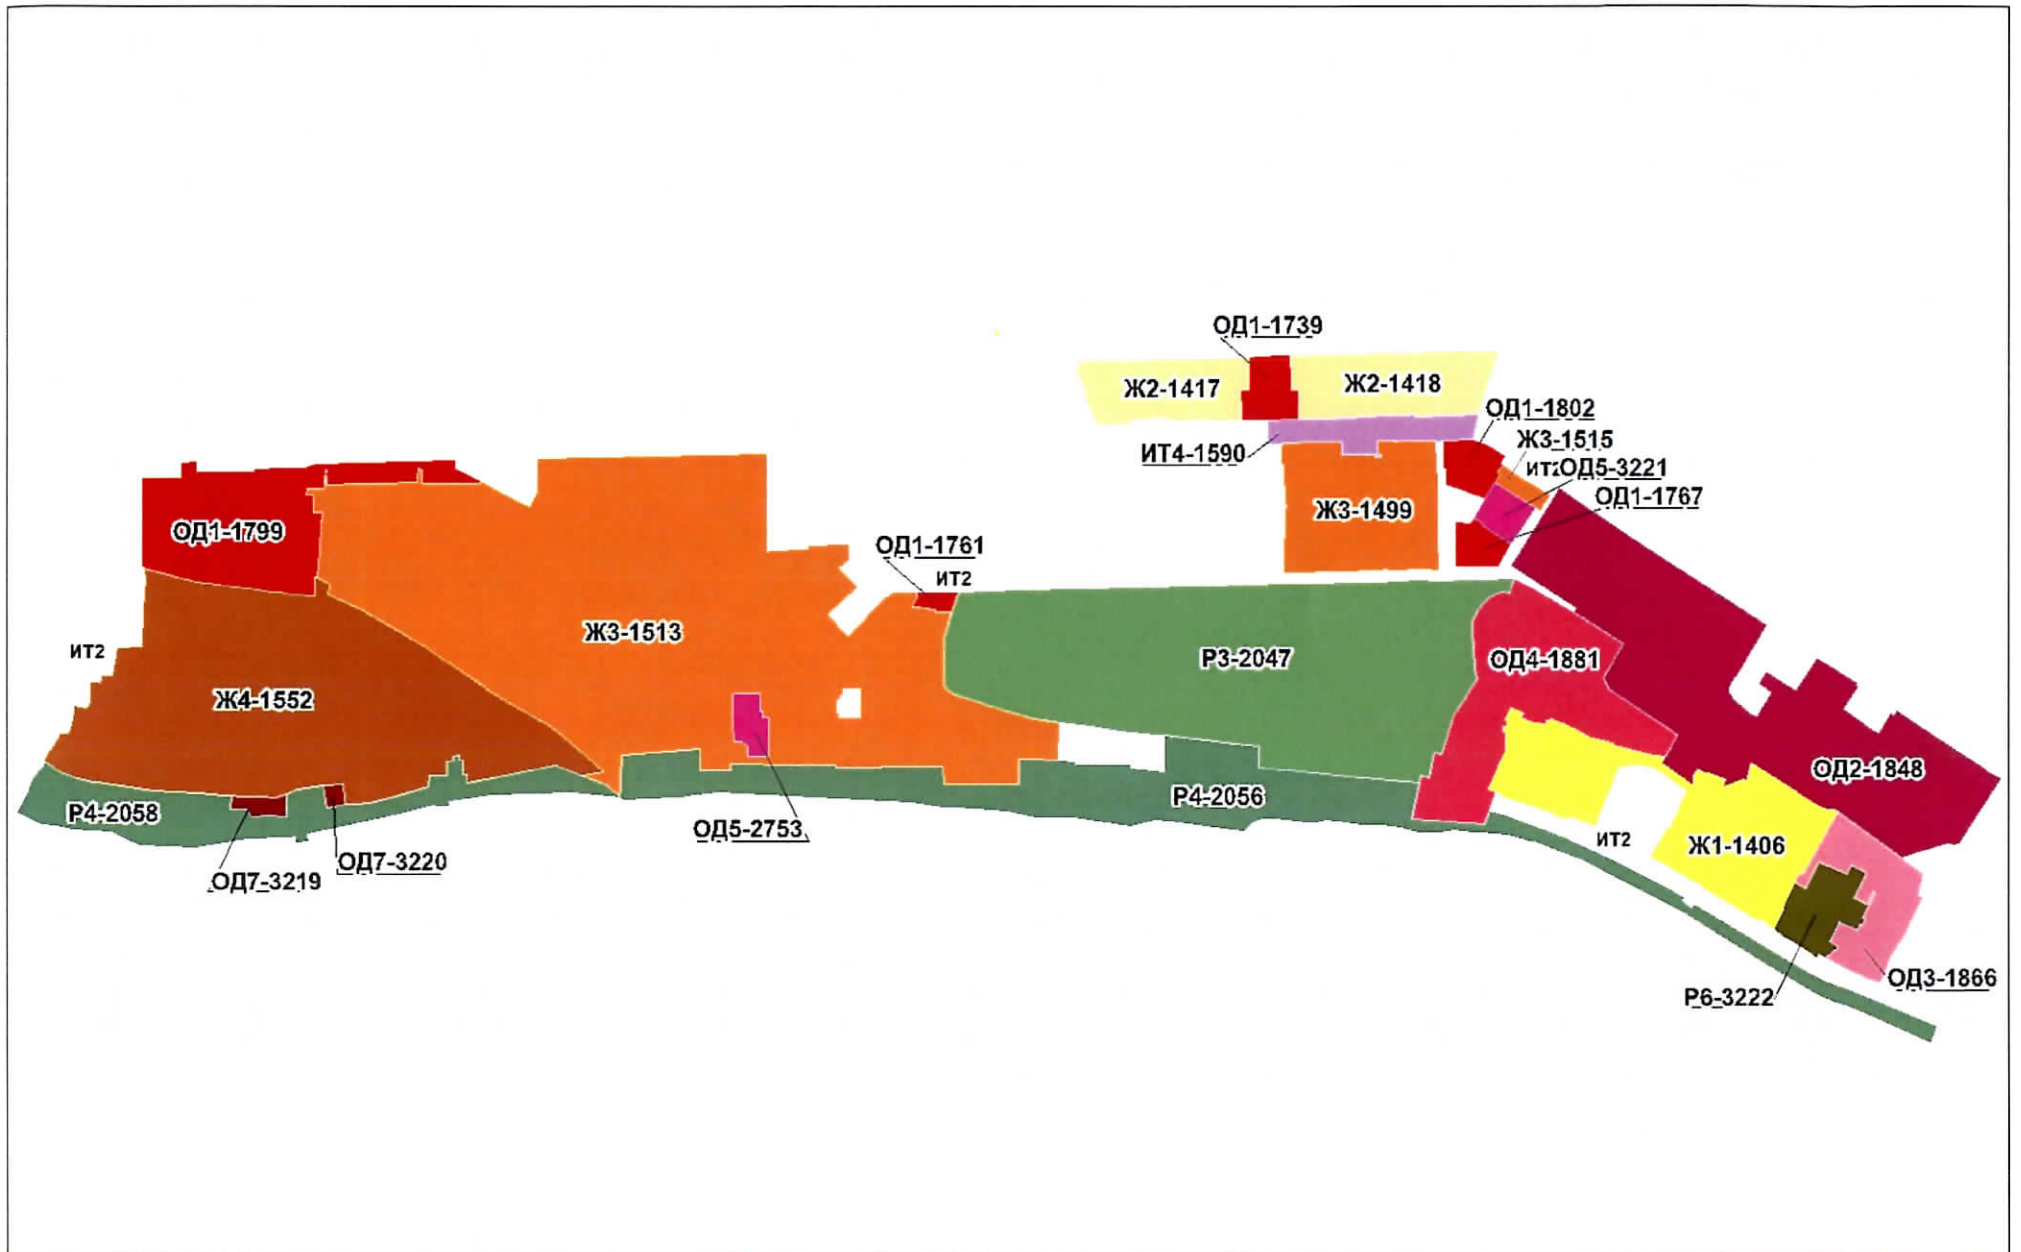 ОД1-1739
Ж2-1417
Ж2-1418
ОД1-1802
ИТ4-1590
Ж3-1515
ИТ2
ОД5-3221
ОД1-1767
Ж3-1499
ОД1-1799
ОД1-1761
ИТ2
Ж3-1513
ИТ2
Р3-2047
ОД4-1881
Ж4-1552
ОД2-1848
Р4-2058
Р4-2056
ОД5-2753
ИТ2
Ж1-1406
ОД7-3220
ОД7-3219
ОД3-1866
Р6-3222